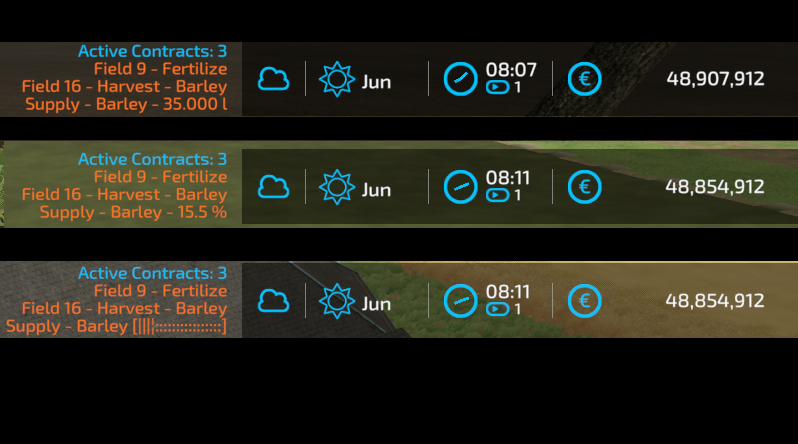 Active Contracts: 3
Field 9 - Fertilize
Field 16 - Harvest - Barley
Supply - Barley - 35.000 l
Jun
08:07
1
€
48,907,912
Active Contracts: 3
Field 9 - Fertilize
Field 16 - Harvest - Barley
Supply - Barley - 15.5 %
Jun
08:11
1
€
48,854,912
Active Contracts: 3
Field 9 - Fertilize
Field 16 - Harvest - Barley
Supply - Barley [||||::::::::::::::::]
Jun
08:11
1
€
48,854,912